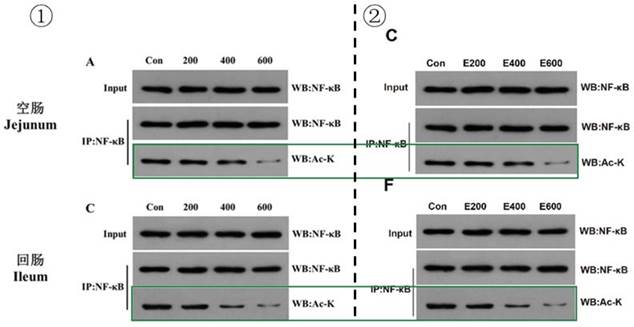 ① ②
A
Con 200 400 600
Input WB:NF-κB
IP:NF-κB WB:NF-κB
WB:Ac-K
空肠
Jejunum
C
Con E200 E400 E600
Input WB:NF-κB
IP:NF-κB WB:NF-κB
WB:Ac-K
C
Con 200 400 600
Input WB:NF-κB
IP:NF-κB WB:NF-κB
WB:Ac-K
回肠
Ileum
F
Con E200 E400 E600
Input WB:NF-κB
IP:NF-κB WB:NF-κB
WB:Ac-K